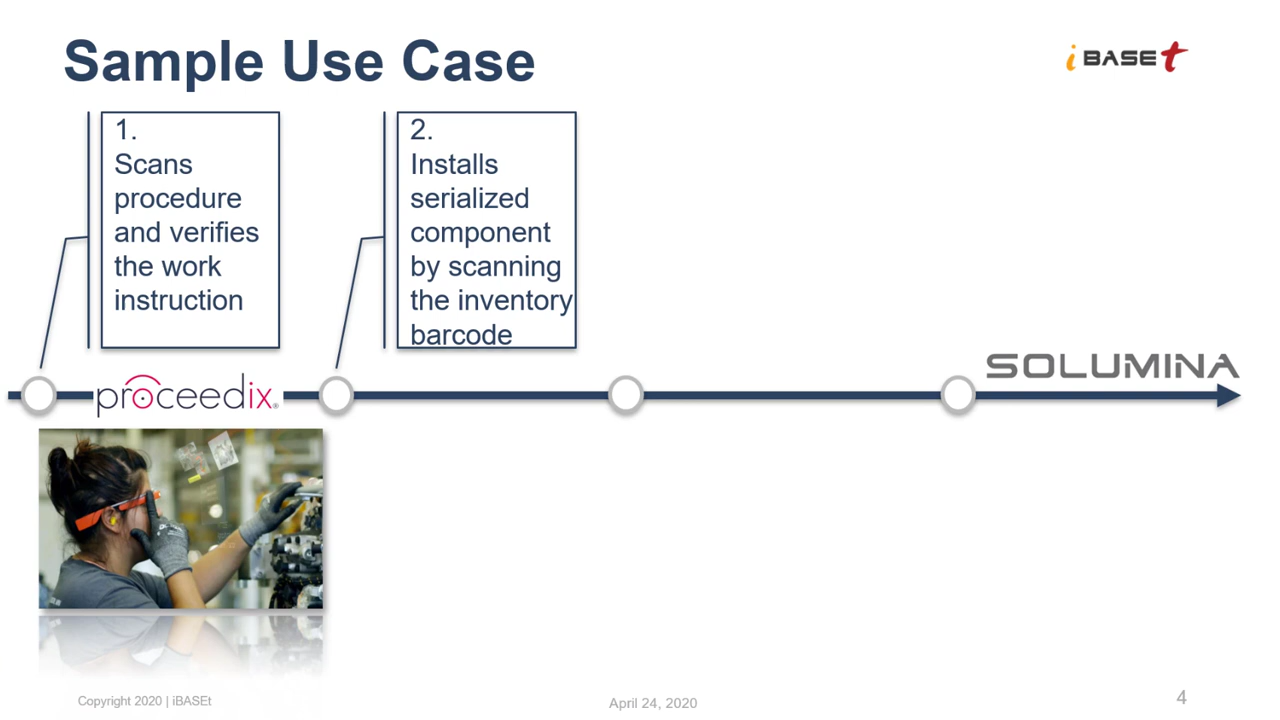 Sample Use Case
iBASEt
1.
Scans
procedure
and verifies
the work
instruction
2.
Installs
serialized
component
by scanning
the inventory
barcode
proceedix®
SOLUMINA
Copyright 2020 | iBASEt
April 24, 2020
4